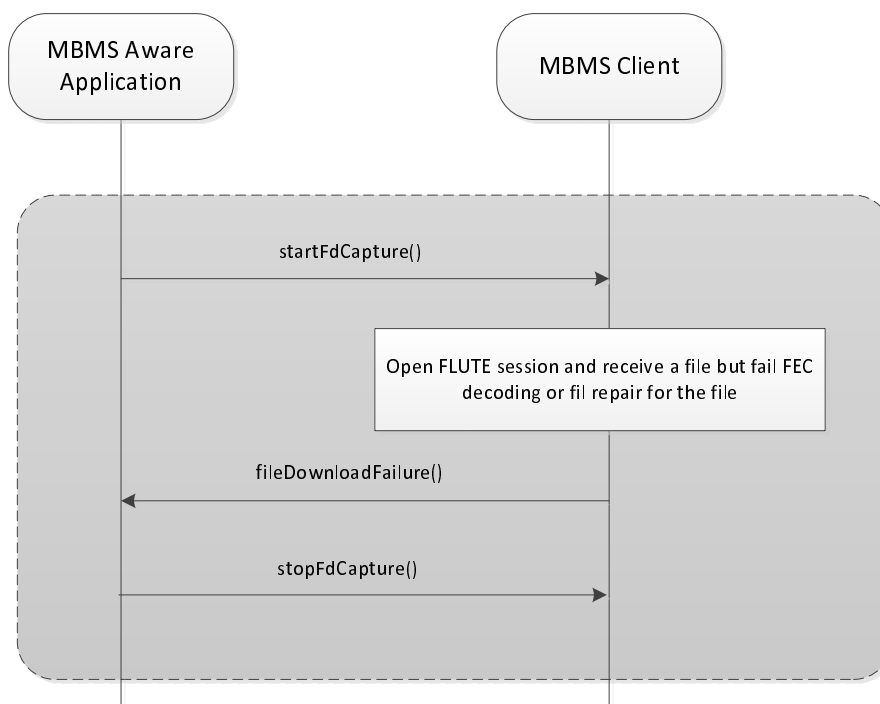 MBMS Aware
Application
MBMS Client
startFdCapture()
Open FLUTE session and receive a file but fail FEC
decoding or fil repair for the file
fileDownloadFailure()
stopFdCapture()